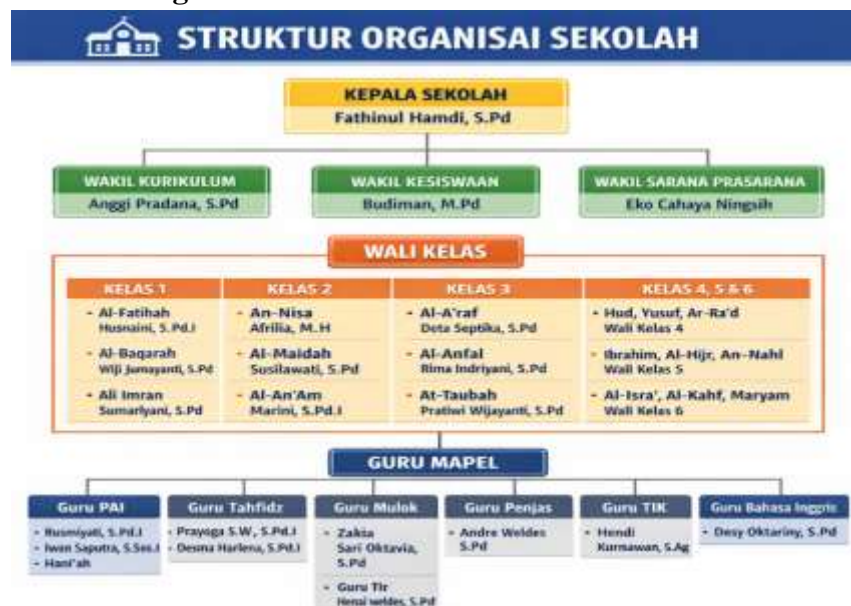 STRUKTUR ORGANISAI SEKOLAH
KEPALA SEKOLAH
Fathinul Hamdi, S.Pd
WAKIL KURIKULUM
Anggi Pradana, S.Pd
WAKIL KESISWAAN
Budiman, M.Pd
WAKIL SARANA PRASARANA
Eko Cahaya Ningsih
WALI KELAS
KELAS 1
- Al-Fatihah
Husnaini, S.Pd.I
- Al-Baqarah
Wiji Jumayanti, S.Pd
- Ali Imran
Sumarlyani, S.Pd
KELAS 2
- An-Nisa
Afrilia, M.H
- Al-Maidah
Susilawati, S.Pd
- Al-An'Am
Marini, S.Pd.I
KELAS 3
- Al-A'raf
Deta Septika, S.Pd
- Al-Anfal
Rima Indriyani, S.Pd
- At-Taubah
Pratiwi Wijayanti, S.Pd
KELAS 4, 5 & 6
- Hud, Yusuf, Ar-Ra'd
Wali Kelas 4
- Ibrahim, Al-Hijr, An-Nahl
Wali Kelas 5
- Al-Isra', Al-Kahf, Maryam
Wali Kelas 6
GURU MAPEL
Guru PAI
- Rusmiyati, S.Pd.I
- Iwan Saputra, S.Sos.I
- Hani'ah
Guru Tahfidz
- Prayoga S.W, S.Pd.I
- Desma Harlena, S.Pd.I
Guru Mulok
- Zakia
Sari Oktavia,
S.Pd
- Guru Tir
weldes, S.Pd
Guru Penjas
- Andre Weldes
S.Pd
Guru TIK
- Hendi
Kurnawan, S.Ag
Guru Bahasa Inggris
- Desy Oktariny, S.Pd